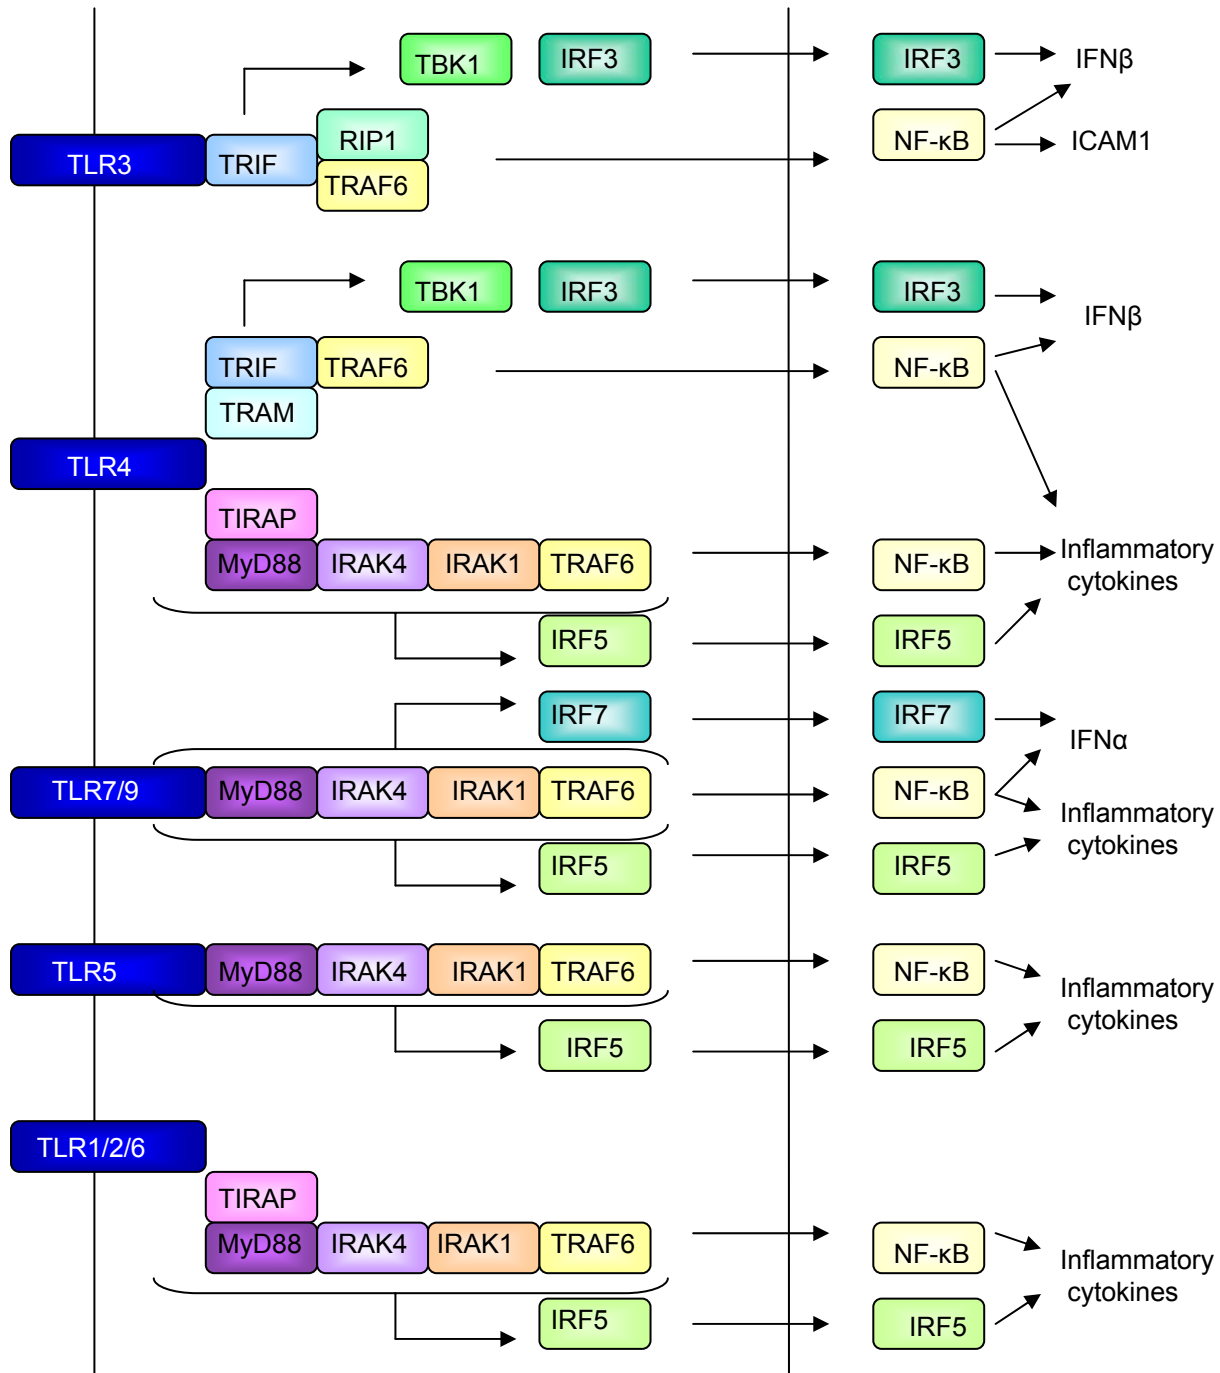 TBK1 IRF3 IRF3 IFNβ
RIP1 NF-κB ICAM1
TLR3 TRIF
TRAF6
TBK1 IRF3 IRF3
IFNβ
TRIF TRAF6 NF-κB
TRAM
TLR4
TIRAP
MyD88 IRAK4 IRAK1 TRAF6 NF-κB Inflammatory
cytokines
IRF5 IRF5
IRF7 IRF7
IFNα
TLR7/9 MyD88 IRAK4 IRAK1 TRAF6 NF-κB
Inflammatory
cytokines
IRF5 IRF5
TLR5 MyD88 IRAK4 IRAK1 TRAF6 NF-κB
Inflammatory
cytokines
IRF5 IRF5
TLR1/2/6
TIRAP
MyD88 IRAK4 IRAK1 TRAF6 NF-κB
Inflammatory
cytokines
IRF5 IRF5